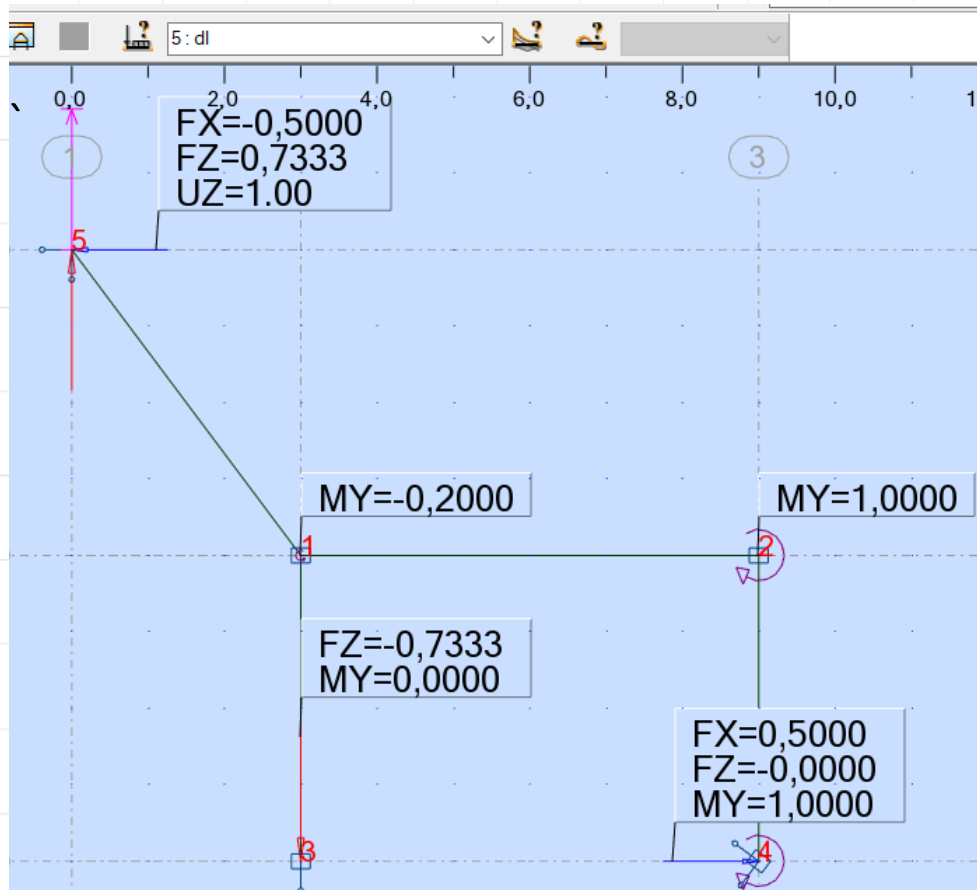 5 : dl
0,0 2,0 4,0 6,0 8,0 10,0 1
1
3
FX=-0,5000
FZ=0,7333
UZ=1.00
5
MY=-0,2000
MY=1,0000
1
2
FZ=-0,7333
MY=0,0000
FX=0,5000
FZ=-0,0000
MY=1,0000
3
4